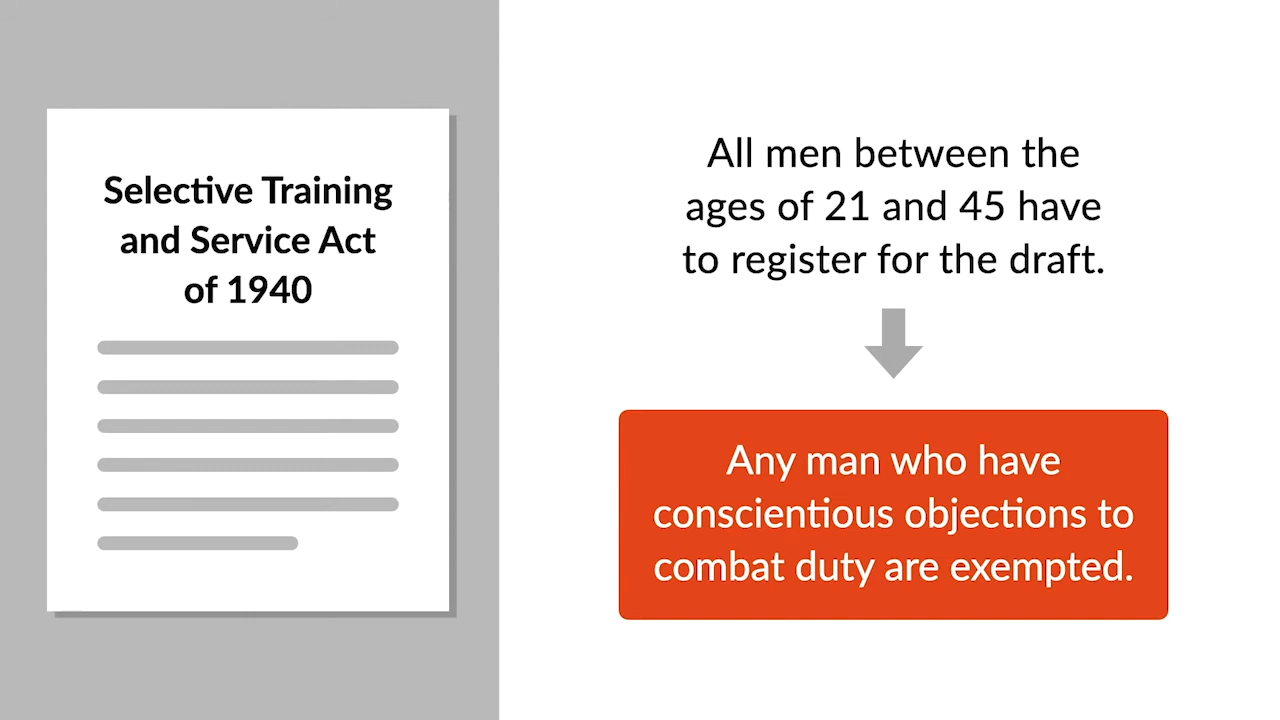 Selective Training
and Service Act
of 1940
All men between the
ages of 21 and 45 have
to register for the draft.
Any man who have
conscientious objections to
combat duty are exempted.